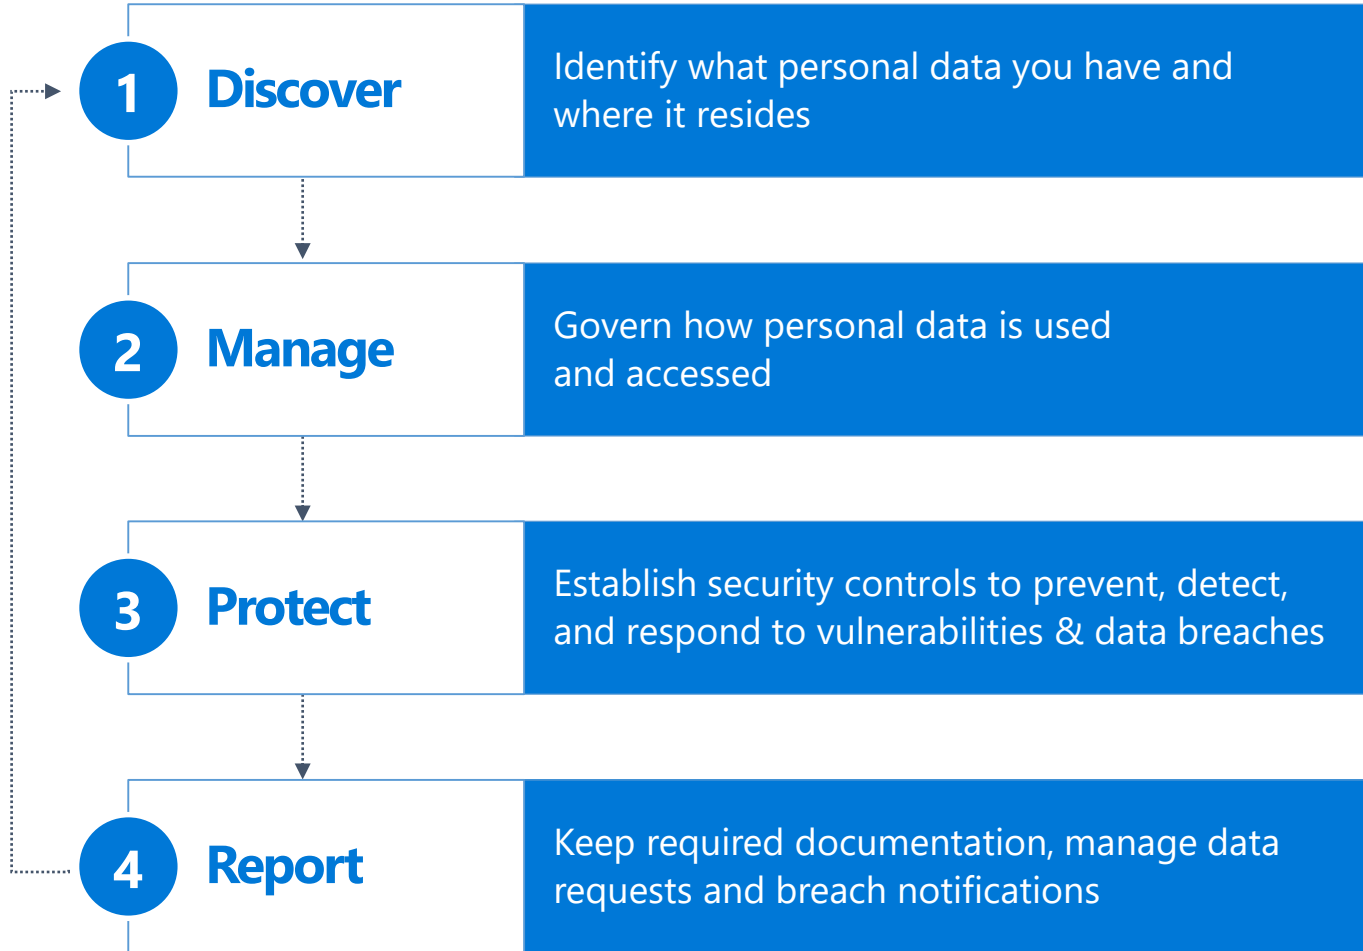 1
Discover
Identify what personal data you have and
where it resides
2
Manage
Govern how personal data is used
and accessed
3
Protect
Establish security controls to prevent, detect,
and respond to vulnerabilities & data breaches
4
Report
Keep required documentation, manage data
requests and breach notifications